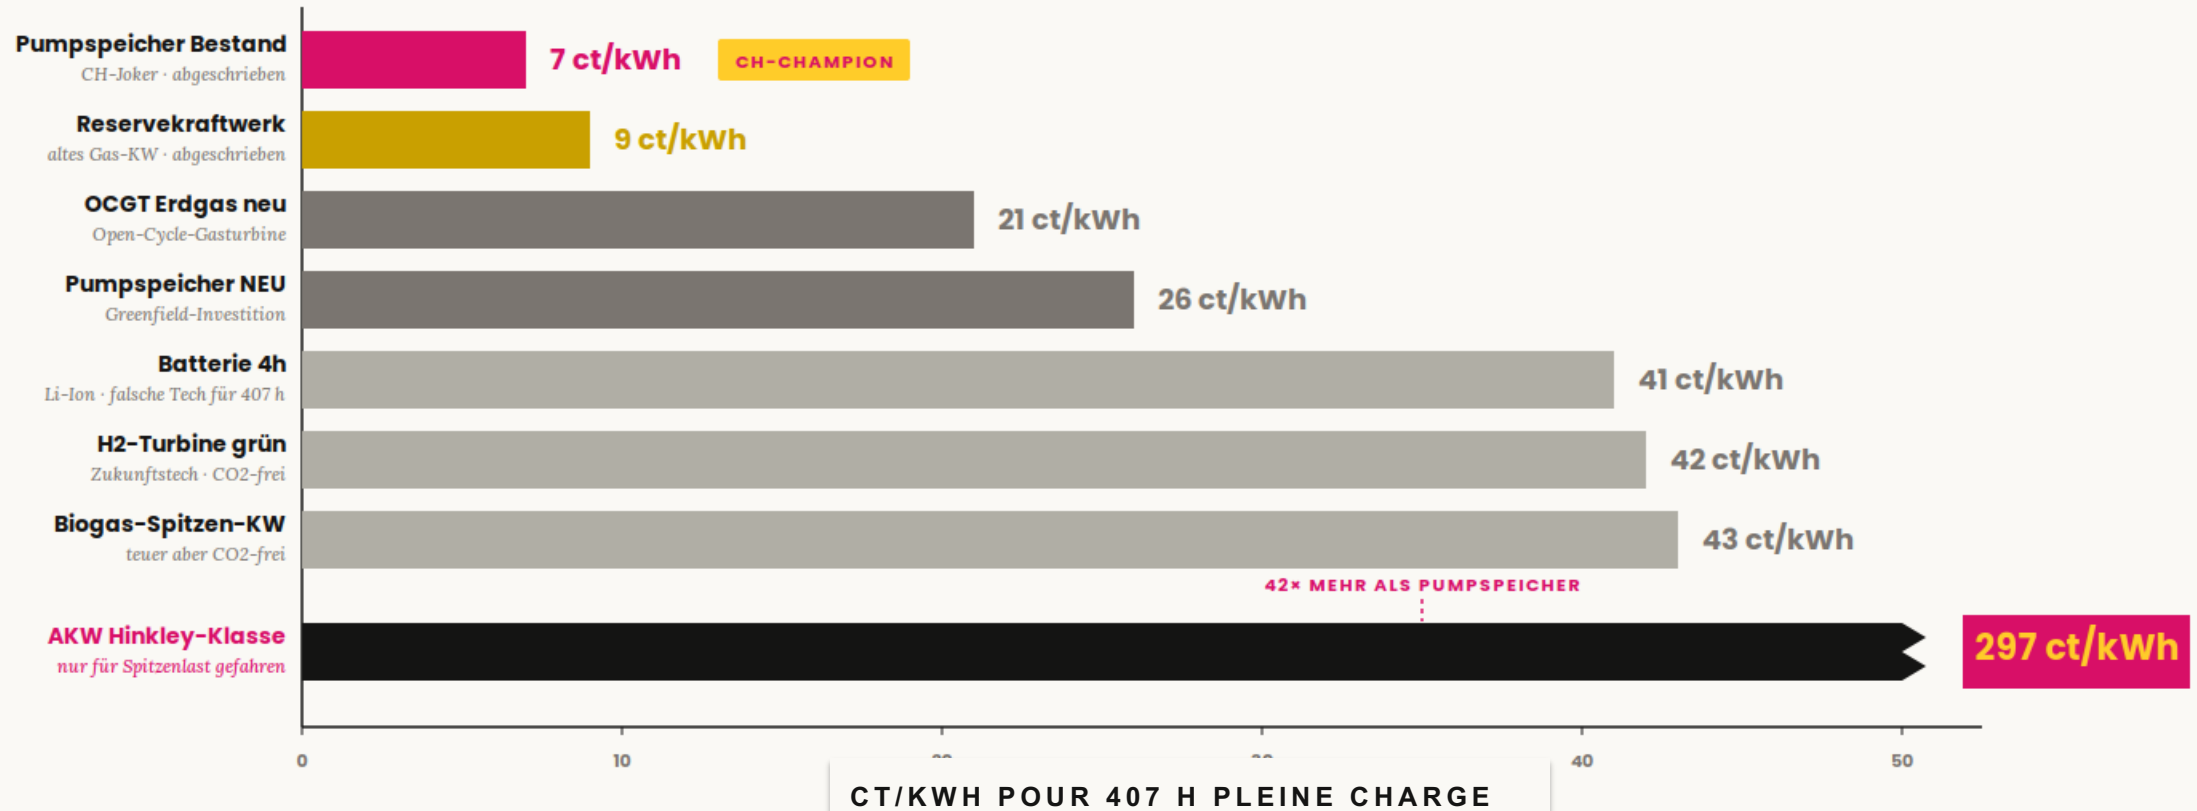 Pumpspeicher Bestand
CH-Joker · abgeschrieben
7 ct/kWh
CH-CHAMPION
Reservekraftwerk
altes Gas-KW · abgeschrieben
9 ct/kWh
OCGT Erdgas neu
Open-Cycle-Gasturbine
21 ct/kWh
Pumpspeicher NEU
Greenfield-Investition
26 ct/kWh
Batterie 4h
Li-Ion · falsche Tech für 407 h
41 ct/kWh
H2-Turbine grün
Zukunftstech · CO2-frei
42 ct/kWh
Biogas-Spitzen-KW
teuer aber CO2-frei
43 ct/kWh
42× MEHR ALS PUMPSPEICHER
AKW Hinkley-Klasse
nur für Spitzenlast gefahren
297 ct/kWh
0 10 40 50
CT/KWH POUR 407 H PLEINE CHARGE